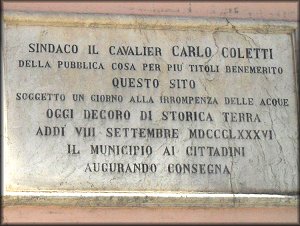 SINDACO IL CAVALIER CARLO COLETTI
DELLA PUBBLICA COSA PER PIU TITOLI BENEMERITO
QUESTO SITO
SOGGETTO UN GIORNO ALLA IRROMPENZA DELLE ACQUE
OGGI DECORO DI STORICA TERRA
ADDÌ VIII SETTEMBRE MDCCCLXXXVI
IL MUNICIPIO AI CITTADINI
AUGURANDO CONSEGNA